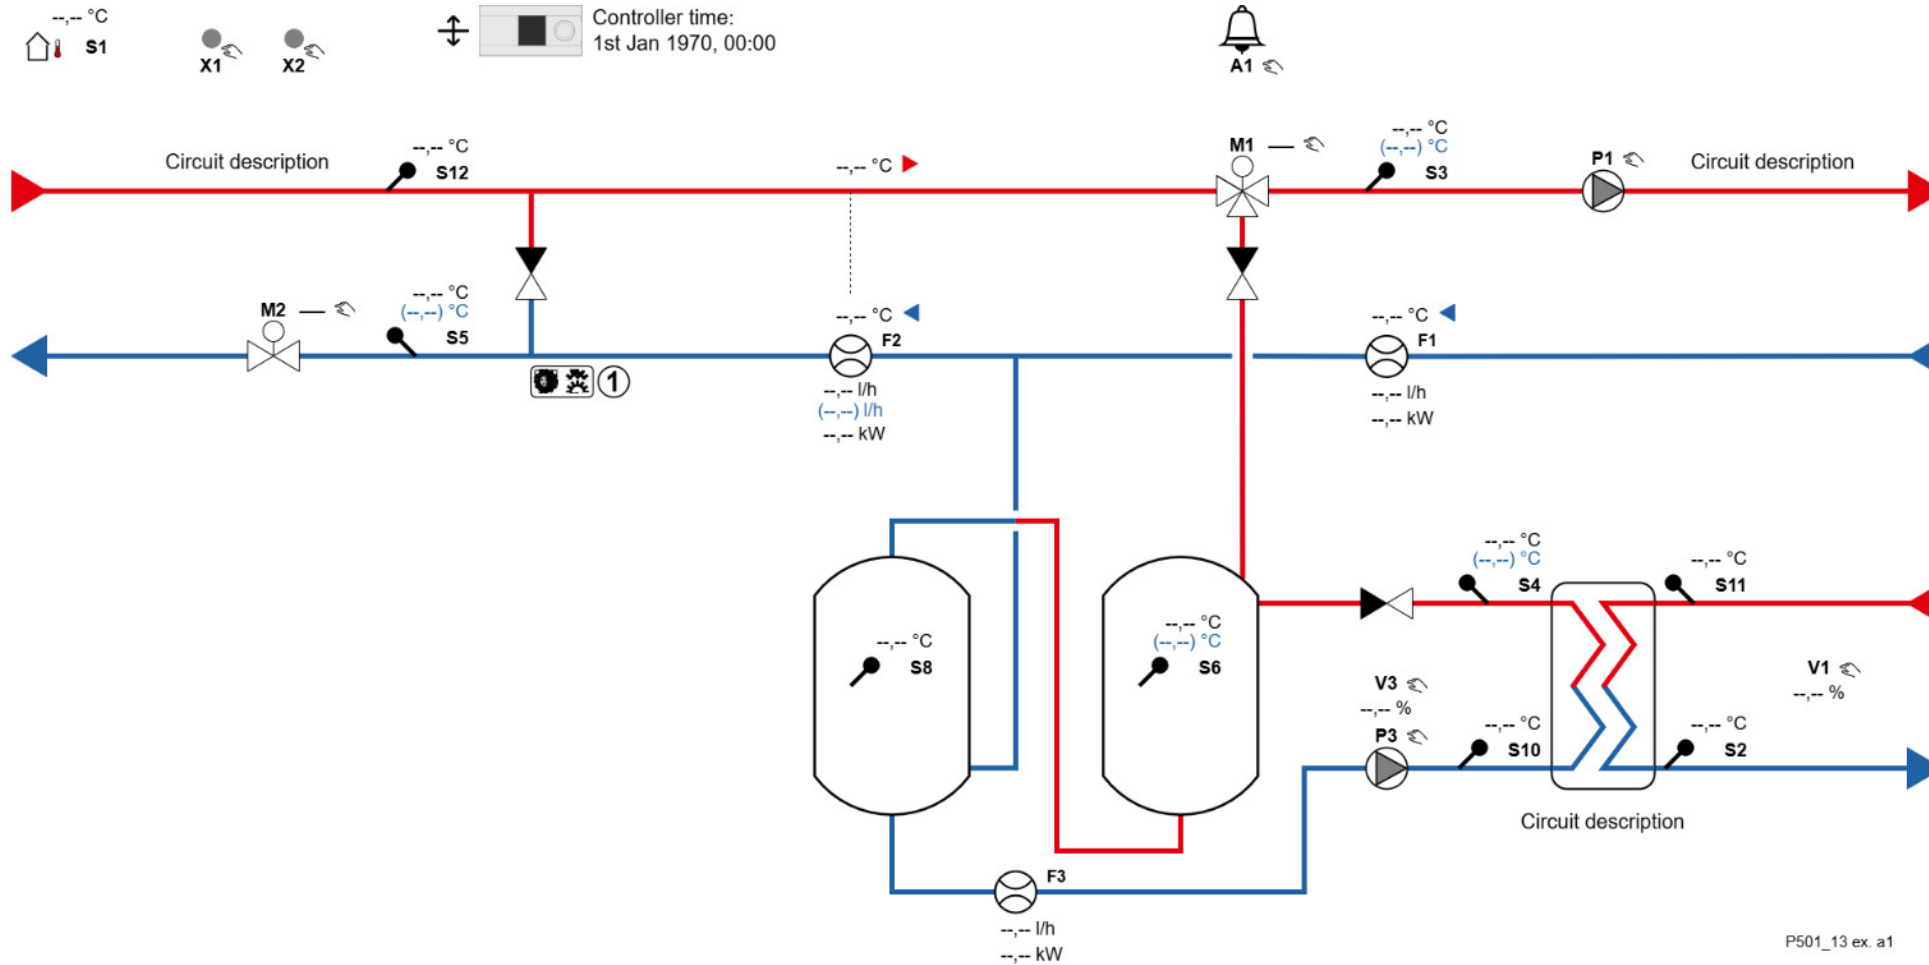 --,-- °C
S1
X1
X2
Controller time:
1st Jan 1970, 00:00
A1
Circuit description
--,-- °C
S12
--,-- °C
M1
--,-- °C
(--,--) °C
S3
P1
Circuit description
M2
--,-- °C
(--,--) °C
S5
--,-- °C
F2
--,-- l/h
(--,--) l/h
--,-- kW
--,-- °C
F1
--,-- l/h
--,-- kW
1
--,-- °C
S8
--,-- °C
(--,--) °C
S6
--,-- °C
(--,--) °C
S4
--,-- °C
S11
V3
--,-- %
P3
--,-- °C
S10
--,-- °C
S2
V1
--,-- %
Circuit description
F3
--,-- l/h
--,-- kW
P501_13 ex. a1